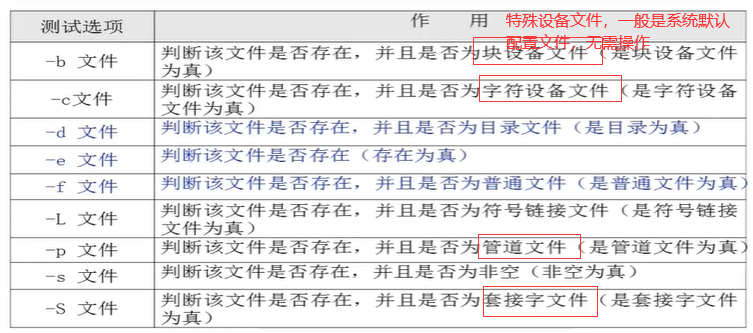 测试选项
作 用
特殊设备文件，一般是系统默认
配置文件，无需操作
-b 文件
判断该文件是否存在，并且是否为块设备文件（是块设备文件
为真）
-c文件
判断该文件是否存在，并且是否为字符设备文件（是字符设备
文件为真）
-d 文件
判断该文件是否存在，并且是否为目录文件（是目录为真）
-e 文件
判断该文件是否存在（存在为真）
-f 文件
判断该文件是否存在，并且是否为普通文件（是普通文件为真）
-L 文件
判断该文件是否存在，并且是否为符号链接文件（是符号链接
文件为真）
-p 文件
判断该文件是否存在，并且是否为管道文件（是管道文件为真）
-s 文件
判断该文件是否存在，并且是否为非空（非空为真）
-S 文件
判断该文件是否存在，并且是否为套接字文件（是套接字文件
为真）